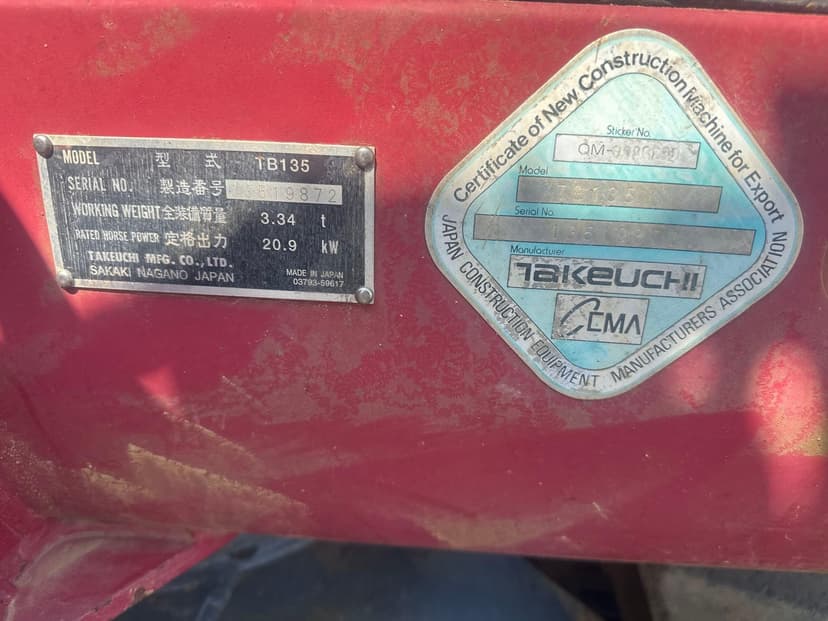 MODEL 型式 TB135
SERIAL NO. 製造番号
WORKING WEIGHT 全装備質量 3.34 t
RATED HORSE POWER 定格出力 20.9 kW
TAKEUCHI MFG. CO., LTD.
SAKAKI NAGANO JAPAN
MADE IN JAPAN
03793-59617
Certificate of New Construction Machine for Export
Sticker No.
Model
Serial No.
Manufacturer
TAKEUCHI
CEMA
JAPAN CONSTRUCTION EQUIPMENT MANUFACTURERS ASSOCIATION